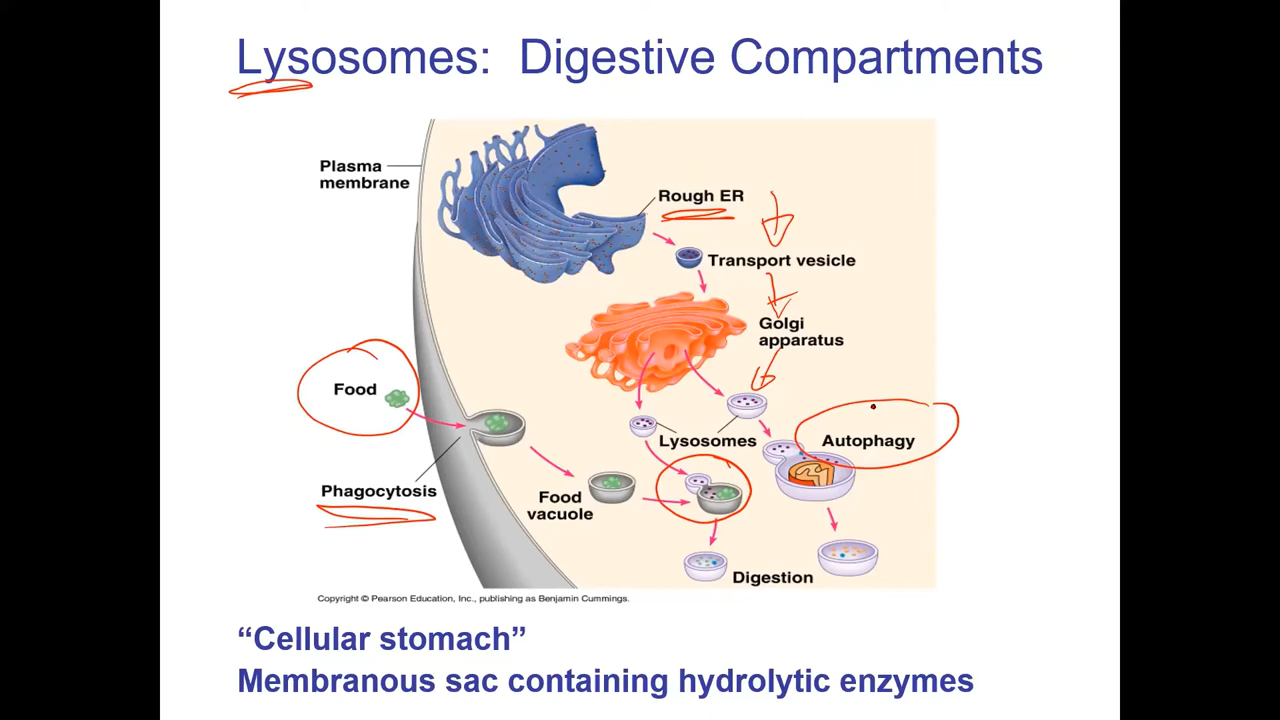 Lysosomes: Digestive Compartments
Plasma
membrane
Rough ER
Transport vesicle
Golgi
apparatus
Food
Lysosomes
Autophagy
Phagocytosis
Food
vacuole
Digestion
Copyright © Pearson Education, Inc., publishing as Benjamin Cummings.
“Cellular stomach”
Membranous sac containing hydrolytic enzymes